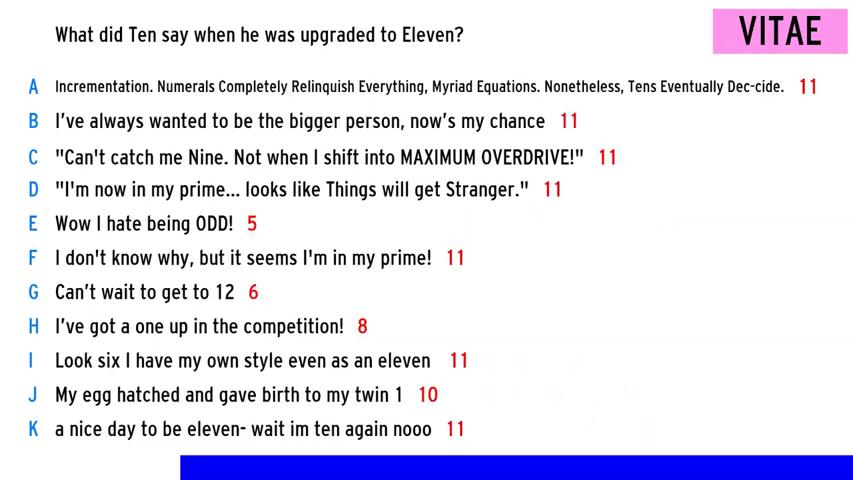 What did Ten say when he was upgraded to Eleven?
VITAE
A Incrementation. Numerals Completely Relinquish Everything, Myriad Equations. Nonetheless, Tens Eventually Dec-cide. 11
B I’ve always wanted to be the bigger person, now’s my chance 11
C "Can't catch me Nine. Not when I shift into MAXIMUM OVERDRIVE!" 11
D "I'm now in my prime... looks like Things will get Stranger." 11
E Wow I hate being ODD! 5
F I don't know why, but it seems I'm in my prime! 11
G Can’t wait to get to 12 6
H I’ve got a one up in the competition! 8
I Look six I have my own style even as an eleven 11
J My egg hatched and gave birth to my twin 1 10
K a nice day to be eleven- wait im ten again nooo 11